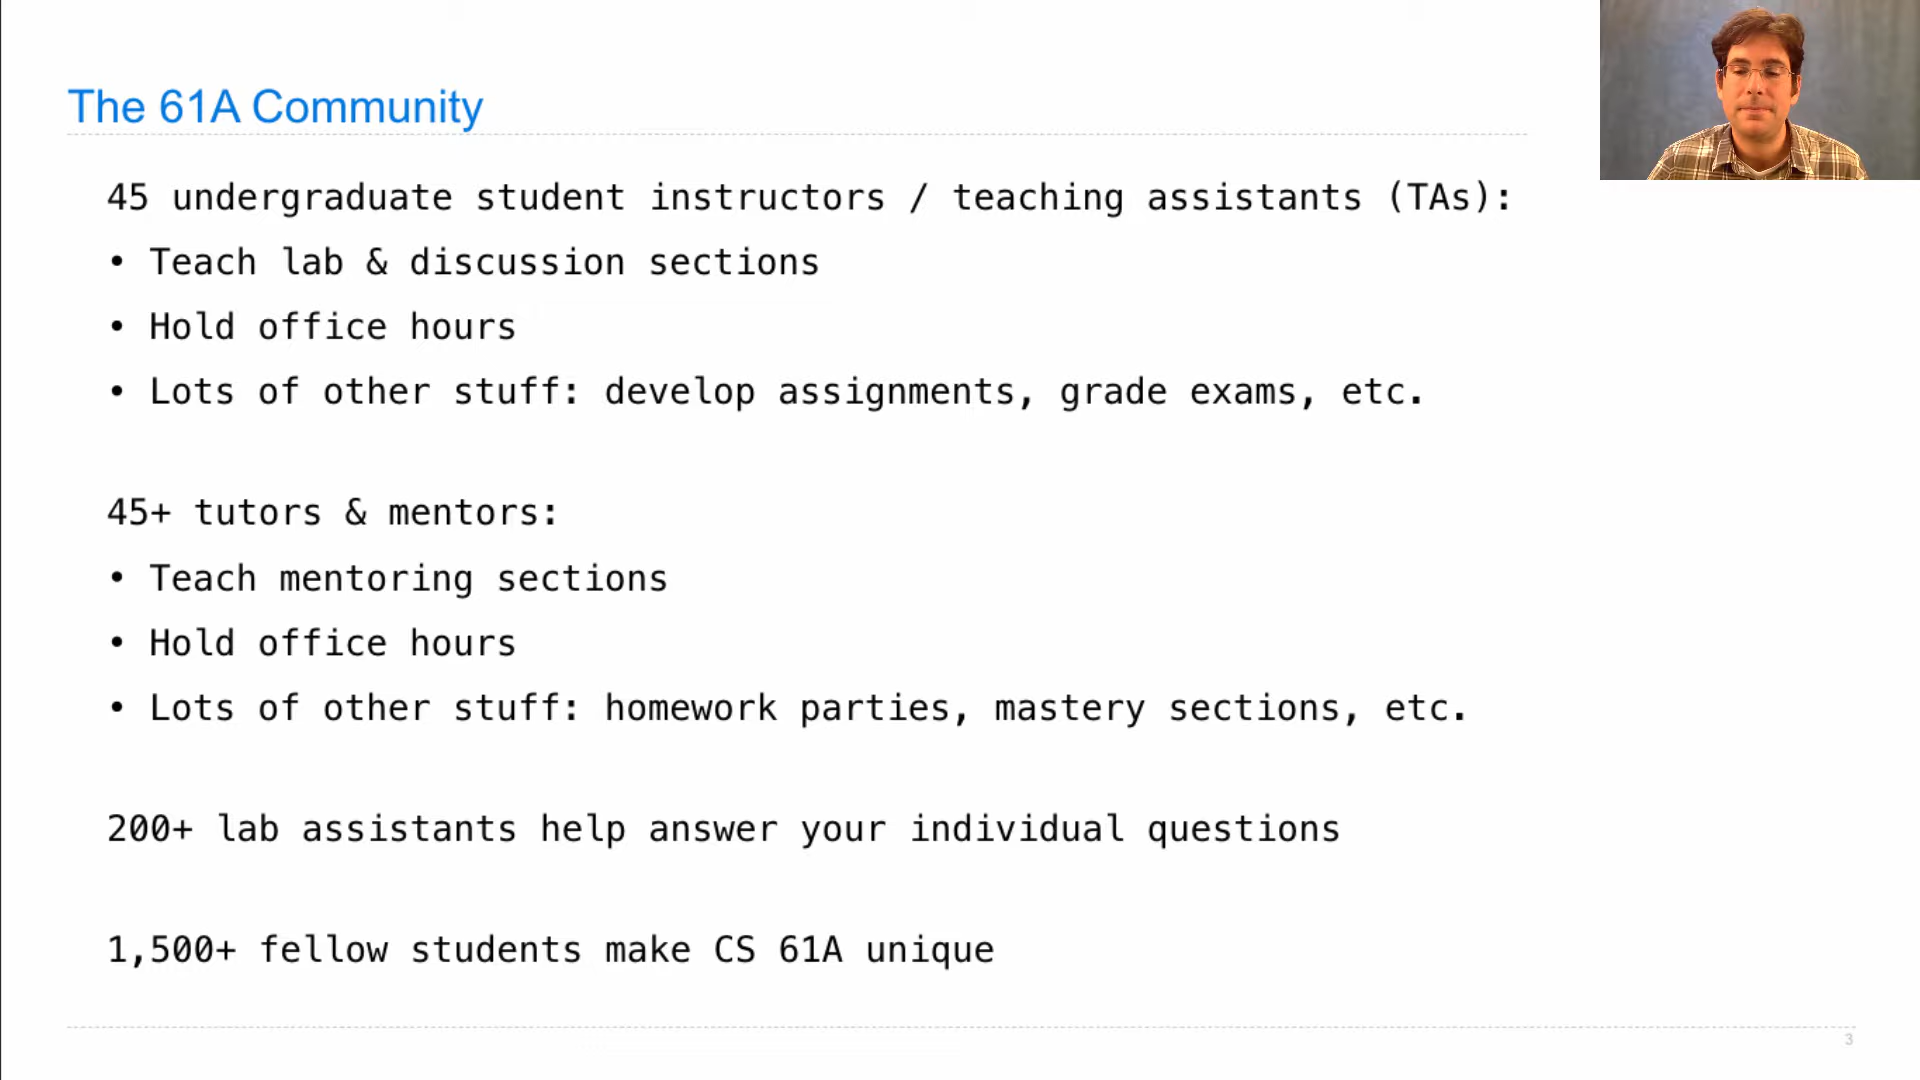 The 61A Community
45 undergraduate student instructors / teaching assistants (TAs):
• Teach lab & discussion sections
• Hold office hours
• Lots of other stuff: develop assignments, grade exams, etc.
45+ tutors & mentors:
• Teach mentoring sections
• Hold office hours
• Lots of other stuff: homework parties, mastery sections, etc.
200+ lab assistants help answer your individual questions
1,500+ fellow students make CS 61A unique
3